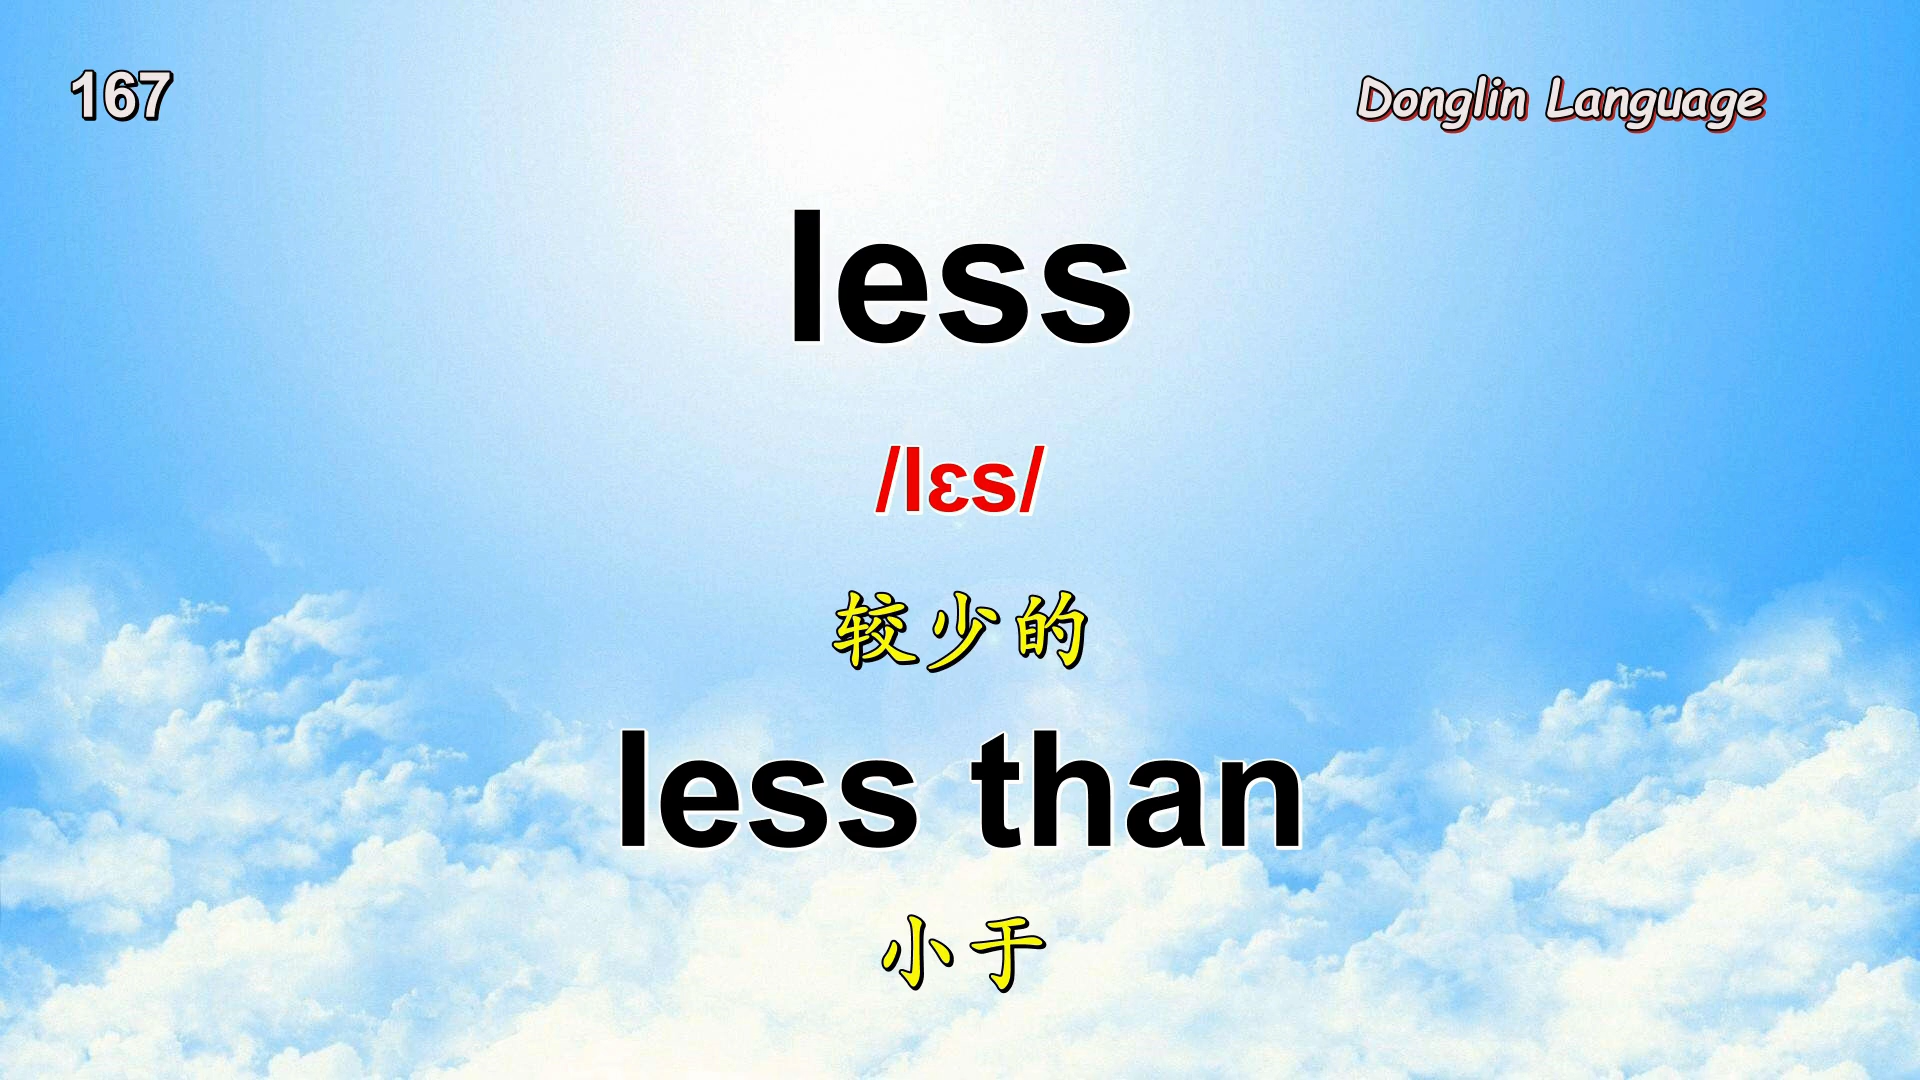 167
Donglin Language
less
/lɛs/
较少的
less than
小于